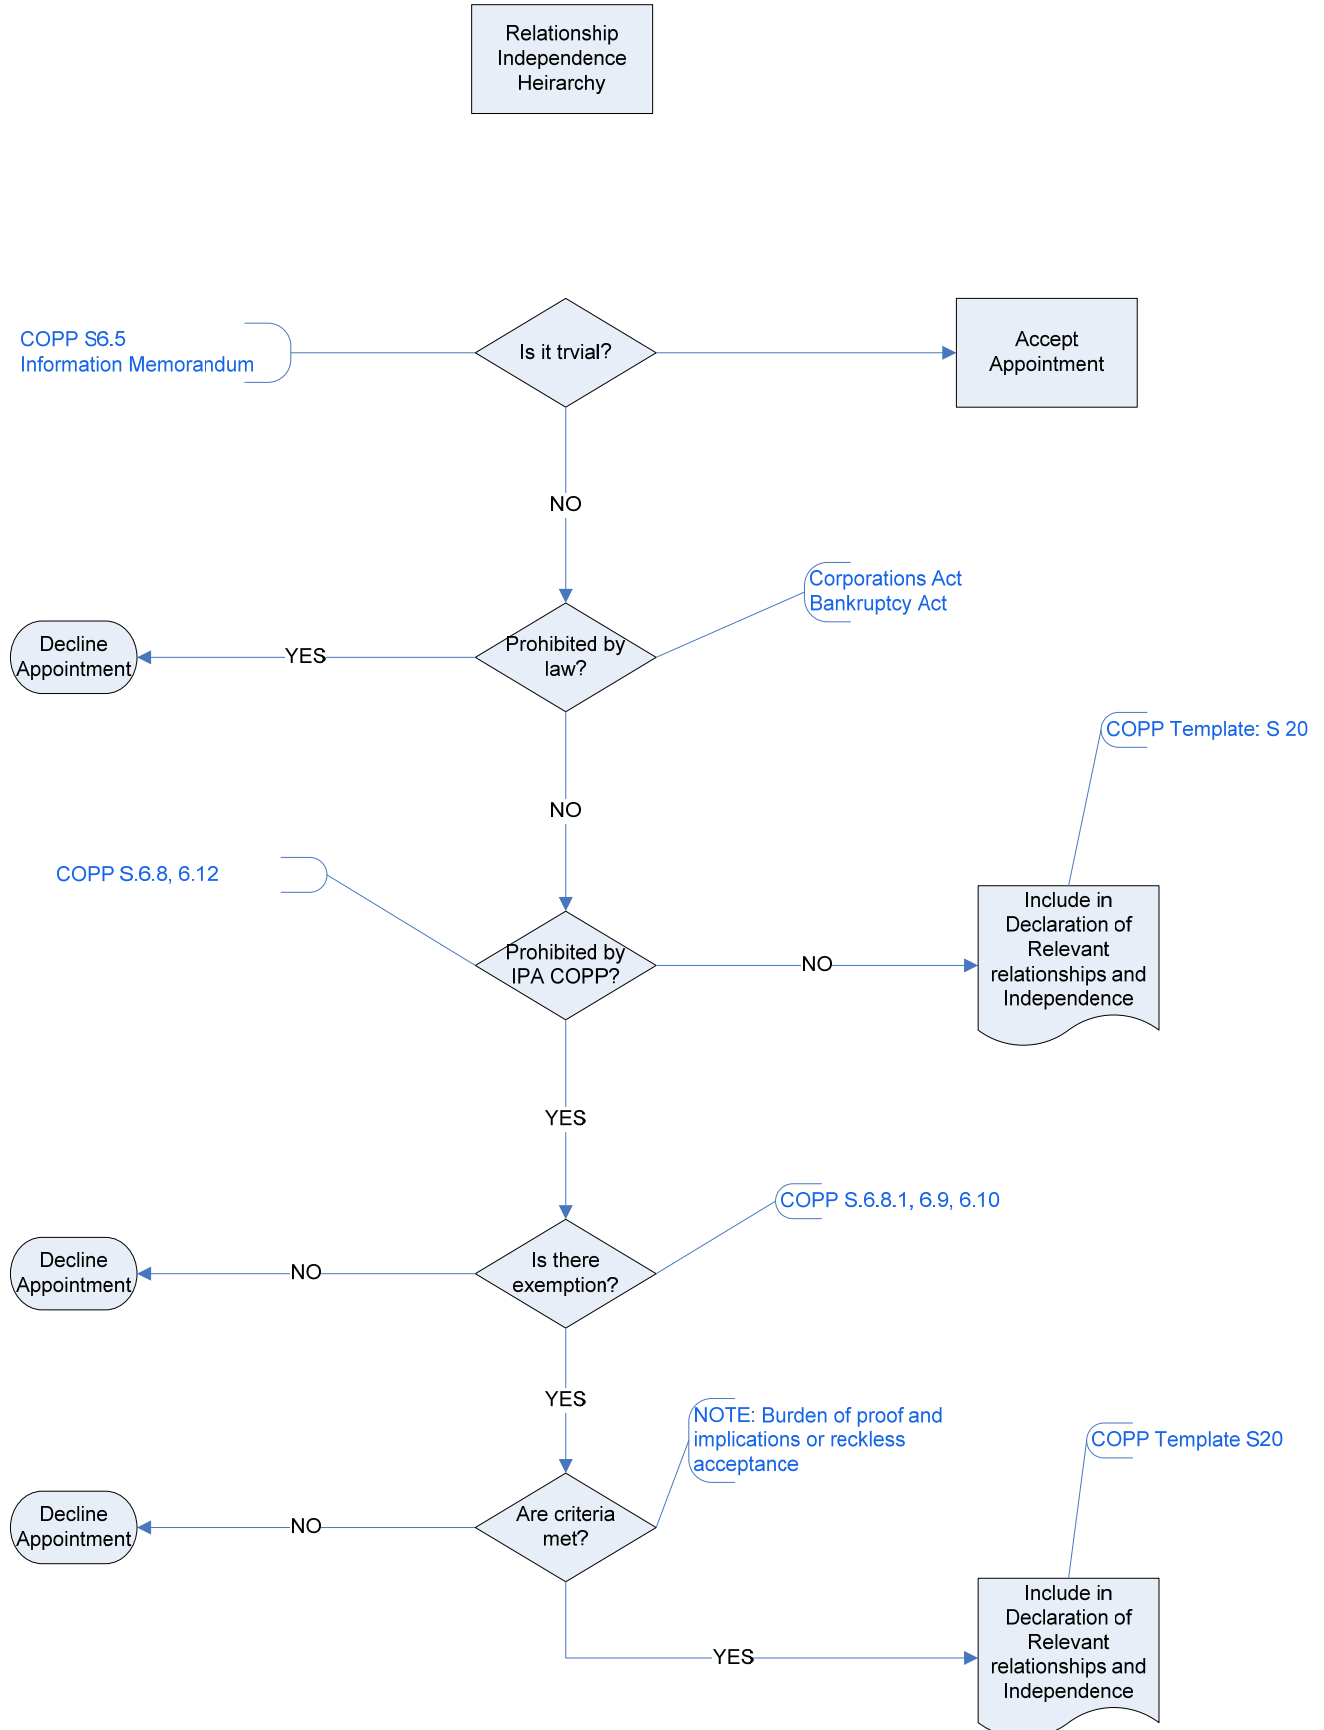 Relationship
Independence
Heirarchy
COPP S6.5
Information Memorandum
Is it trvial?
Accept
Appointment
NO
Corporations Act
Bankruptcy Act
Prohibited by
law?
YES
Decline
Appointment
NO
COPP Template: S 20
COPP S.6.8, 6.12
Prohibited by
IPA COPP?
NO
Include in
Declaration of
Relevant
relationships and
Independence
YES
COPP S.6.8.1, 6.9, 6.10
Is there
exemption?
NO
Decline
Appointment
YES
NOTE: Burden of proof and
implications or reckless
acceptance
COPP Template S20
Are criteria
met?
NO
Decline
Appointment
YES
Include in
Declaration of
Relevant
relationships and
Independence